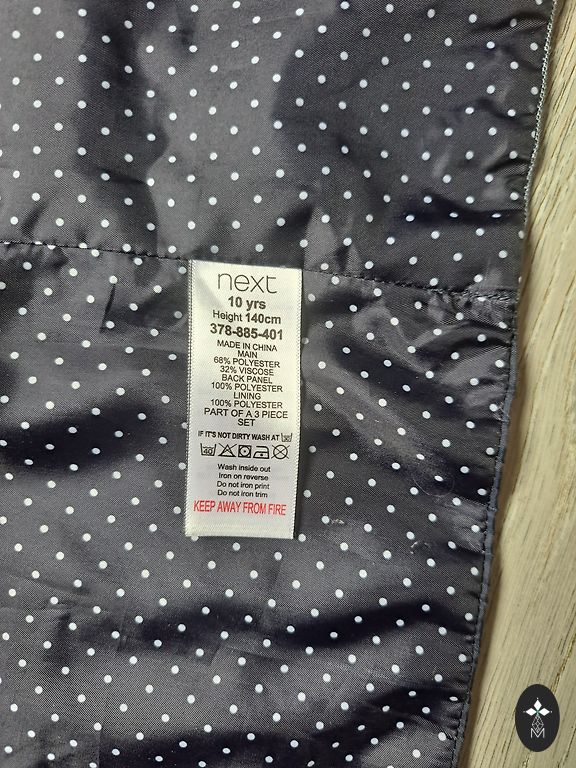 next
10 yrs
Height 140cm
378-885-401
MADE IN CHINA
MAIN
68% POLYESTER
32% VISCOSE
BACK PANEL
100% POLYESTER
LINING
100% POLYESTER
PART OF A 3 PIECE
SET
IF IT'S NOT DIRTY WASH AT 30
40
Wash inside out
Iron on reverse
Do not iron print
Do not iron trim
KEEP AWAY FROM FIRE
M